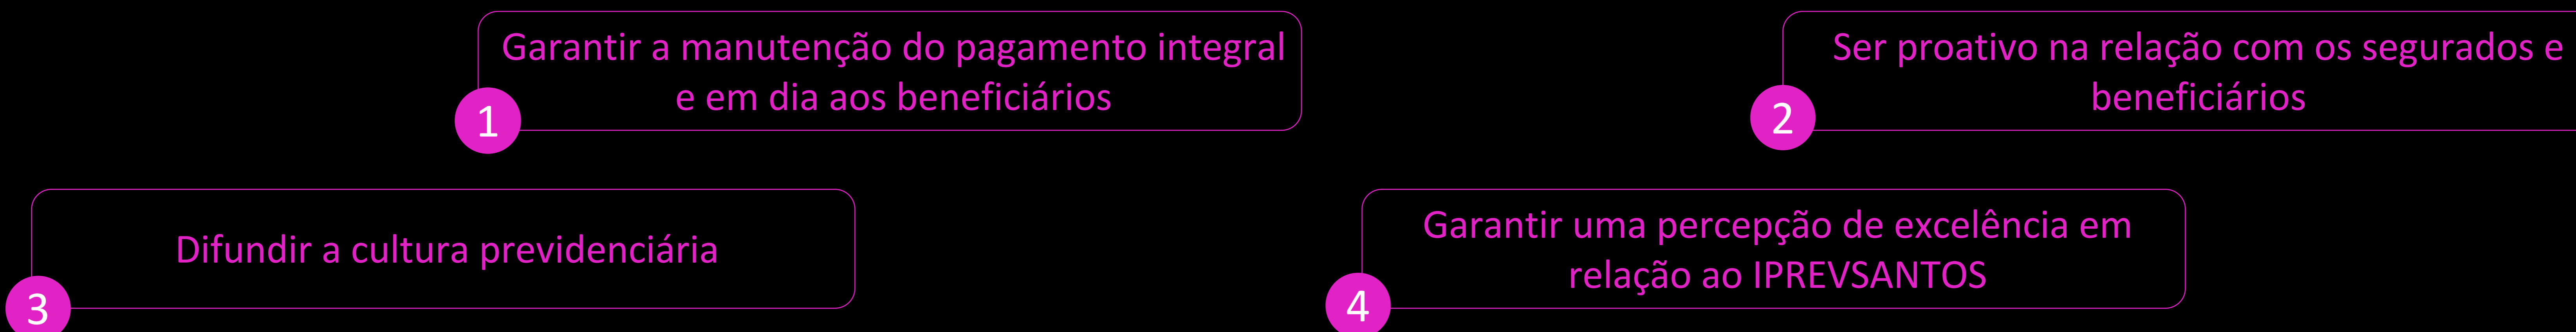 Garantir a manutenção do pagamento integral
e em dia aos beneficiários
1
Ser proativo na relação com os segurados e
beneficiários
2
Difundir a cultura previdenciária
3
Garantir uma percepção de excelência em
relação ao IPREVSANTOS
4